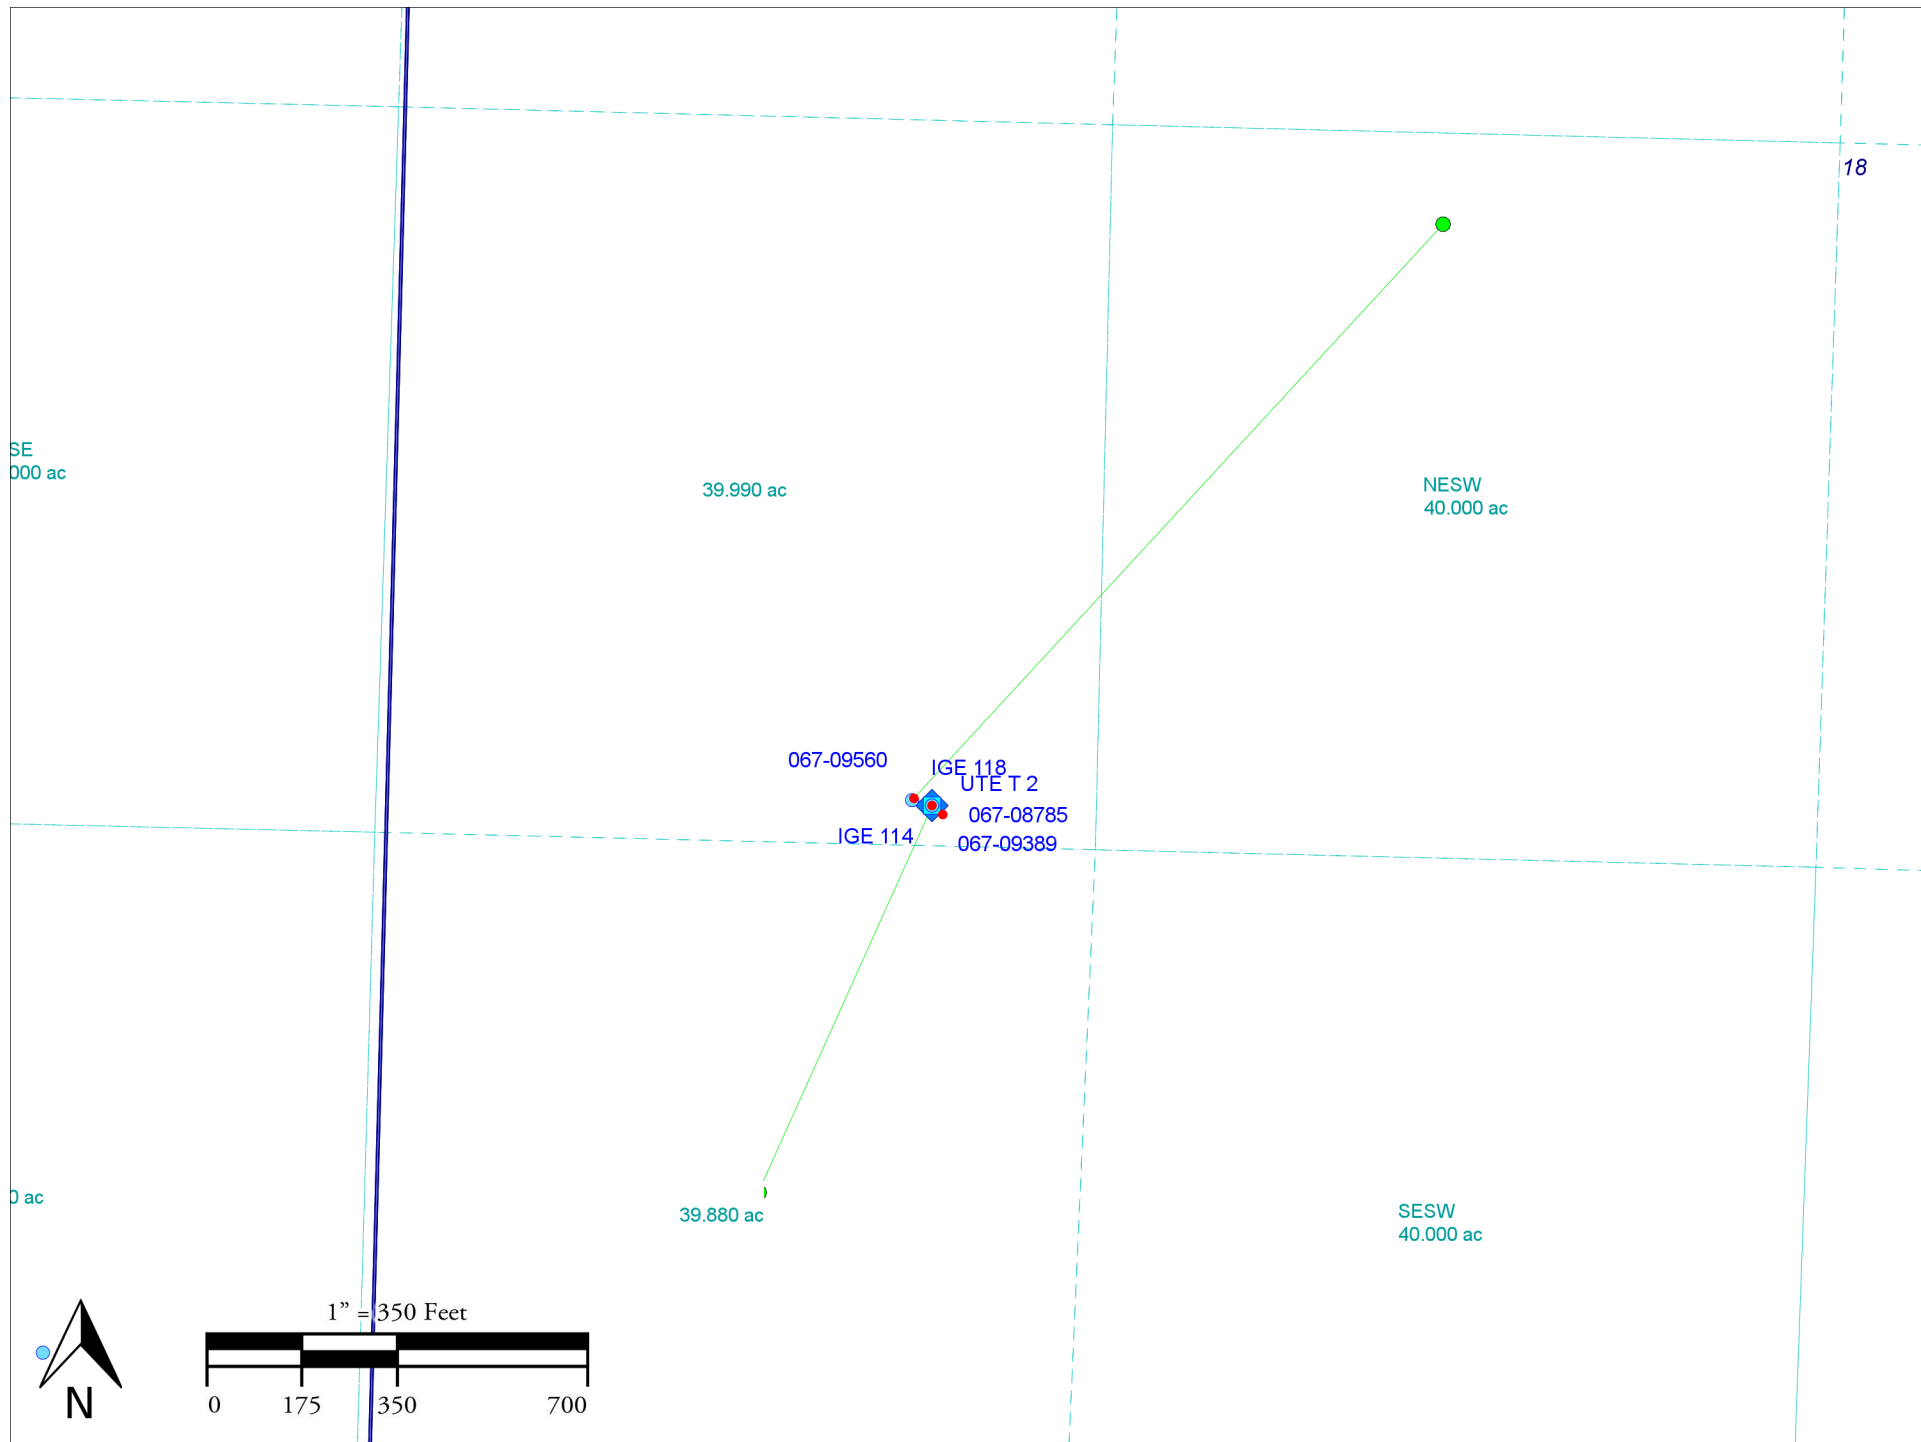 18
SE
000 ac
39.990 ac
NESW
40.000 ac
067-09560
IGE 118
UTE T 2
067-08785
IGE 114
067-09389
0 ac
39.880 ac
SESW
40.000 ac
1” = 350 Feet
0 175 350 700
N